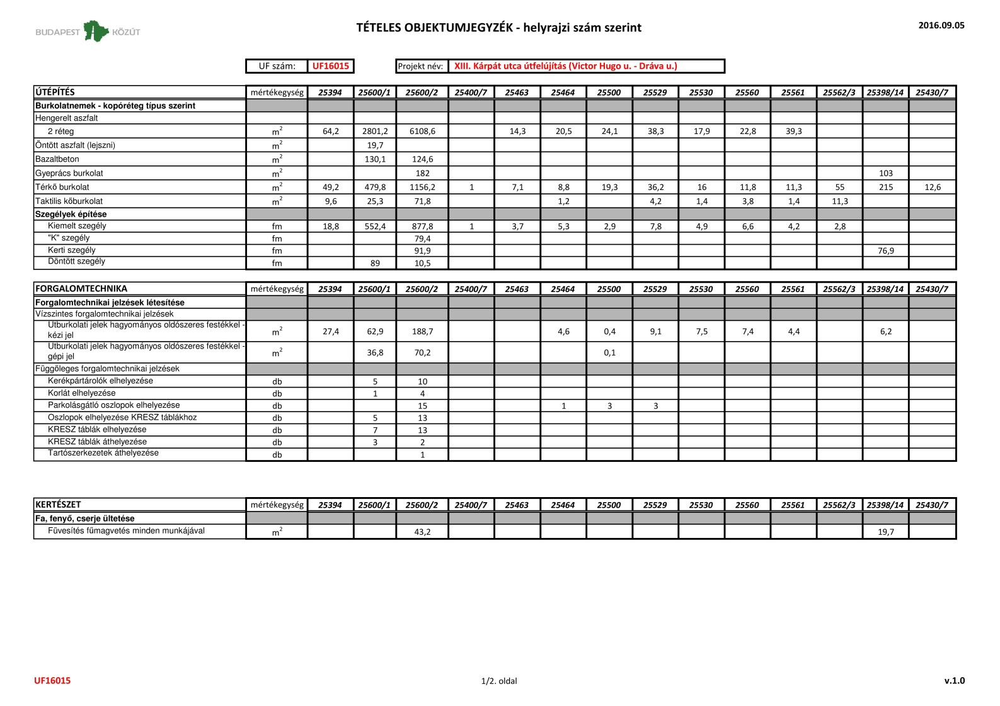 BUDAPEST KÖZÚT
TÉTELES OBJEKTUMJEGYZÉK - helyrajzi szám szerint
2016.09.05
UF szám: UF16015 Projekt név: XIII. Kárpát utca útfelújítás (Victor Hugo u. - Dráva u.)
ÚTÉPÍTÉS mértékegység 25394 25600/1 25600/2 25400/7 25463 25464 25500 25529 25530 25560 25561 25562/3 25398/14 25430/7
Burkolatnemek - kopóréteg típus szerint
Hengerelt aszfalt
2 réteg m² 64,2 2801,2 6108,6 14,3 20,5 24,1 38,3 17,9 22,8 39,3
Öntött aszfalt (lejszni) m² 19,7
Bazaltbeton m² 130,1 124,6
Gyeprács burkolat m² 182 103
Térkő burkolat m² 49,2 479,8 1156,2 1 7,1 8,8 19,3 36,2 16 11,8 11,3 55 215 12,6
Taktilis kőburkolat m² 9,6 25,3 71,8 1,2 4,2 1,4 3,8 1,4 11,3
Szegélyek építése
Kiemelt szegély fm 18,8 552,4 877,8 1 3,7 5,3 2,9 7,8 4,9 6,6 4,2 2,8
"K" szegély fm 79,4
Kerti szegély fm 91,9 76,9
Döntött szegély fm 89 10,5
FORGALOMTECHNIKA mértékegység 25394 25600/1 25600/2 25400/7 25463 25464 25500 25529 25530 25560 25561 25562/3 25398/14 25430/7
Forgalomtechnikai jelzések létesítése
Vízszintes forgalomtechnikai jelzések
Útburkolati jelek hagyományos oldószeres festékkel -
kézi jel m² 27,4 62,9 188,7 4,6 0,4 9,1 7,5 7,4 4,4 6,2
Útburkolati jelek hagyományos oldószeres festékkel -
gépi jel m² 36,8 70,2 0,1
Függőleges forgalomtechnikai jelzések
Kerékpártárolók elhelyezése db 5 10
Korlát elhelyezése db 1 4
Parkolásgátló oszlopok elhelyezése db 15 1 3 3
Oszlopok elhelyezése KRESZ táblákhoz db 5 13
KRESZ táblák elhelyezése db 7 13
KRESZ táblák áthelyezése db 3 2
Tartószerkezetek áthelyezése db 1
KERTÉSZET mértékegység 25394 25600/1 25600/2 25400/7 25463 25464 25500 25529 25530 25560 25561 25562/3 25398/14 25430/7
Fa, fenyő, cserje ültetése
Füvesítés fűmagvetés minden munkájával m² 43,2 19,7
UF16015
1/2. oldal
v.1.0